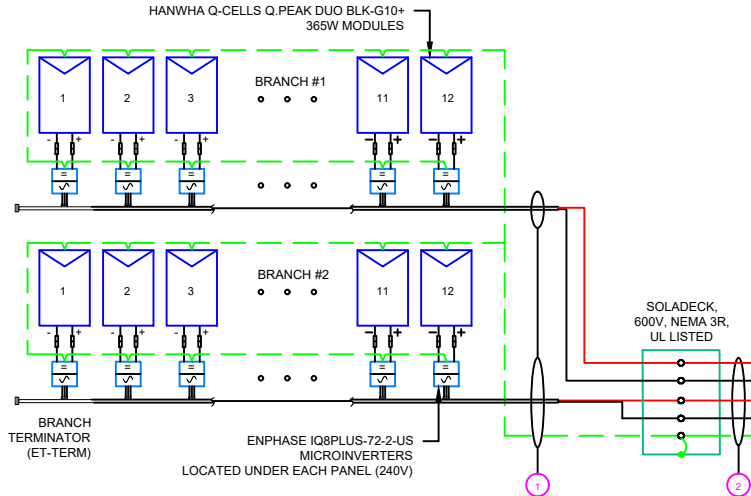 HANWHA Q-CELLS Q.PEAK DUO BLK-G10+
365W MODULES
BRANCH #1
1 2 3 11 12
- + - + - + - + - +
BRANCH #2
1 2 3 11 12
- + - + - + - + - +
SOLADECK,
600V, NEMA 3R,
UL LISTED
BRANCH
TERMINATOR
(ET-TERM)
ENPHASE IQ8PLUS-72-2-US
MICROINVERTERS
LOCATED UNDER EACH PANEL (240V)
1 2